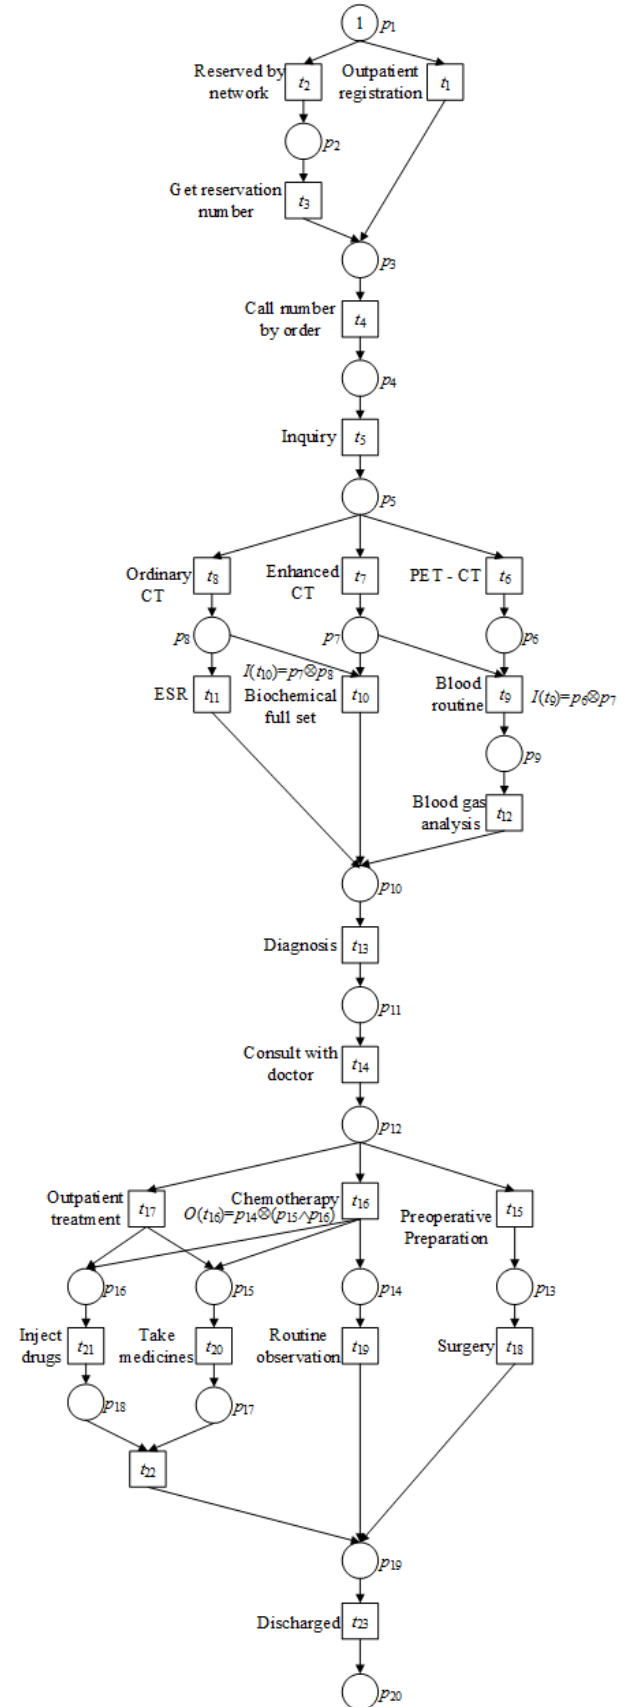 1 p1
Reserved by
network
t2
Outpatient
registration
t1
p2
Get reservation
number
t3
p3
Call number
by order
t4
p4
Inquiry
t5
p5
Ordinary
CT
t8
Enhanced
CT
t7
PET - CT
t6
p8
p7
p6
ESR
t11
I(t10)=p7⊗p8
Biochemical
full set
t10
Blood
routine
t9
I(t9)=p6⊗p7
p9
Blood gas
analysis
t12
p10
Diagnosis
t13
p11
Consult with
doctor
t14
p12
Outpatient
treatment
t17
Chemotherapy
O(t16)=p14⊗(p15∧p16)
t16
Preoperative
Preparation
t15
p16
p15
p14
p13
Inject
drugs
t21
Take
medicines
t20
Routine
observation
t19
Surgery
t18
p18
p17
t22
p19
Discharged
t23
p20